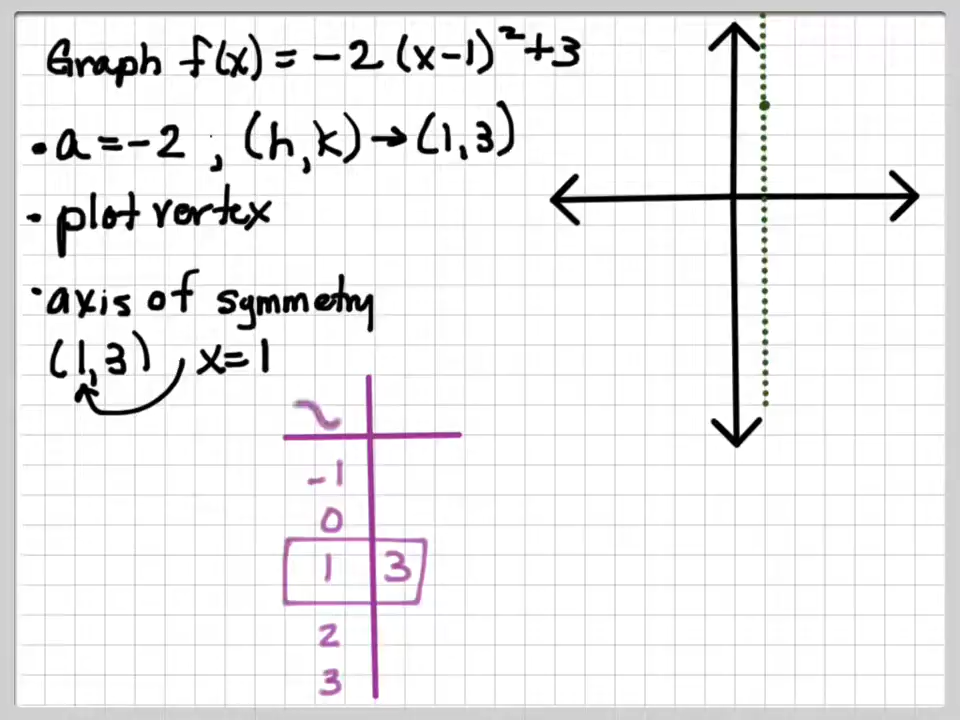 Graph f(x) = -2 (x-1)² + 3
• a = -2 ; (h,k) → (1,3)
• plot vertex
• axis of symmetry
(1,3) x=1
-1
0
1 3
2
3